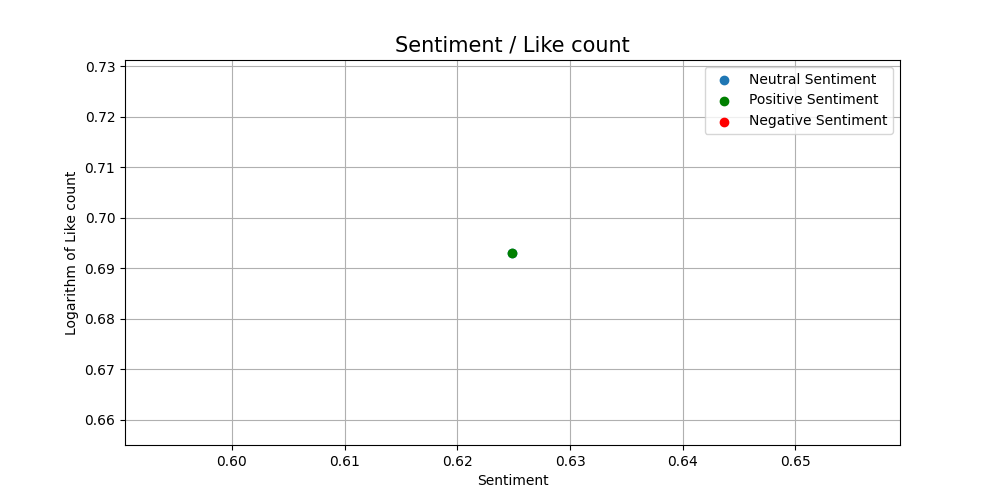 Sentiment / Like count
Neutral Sentiment
Positive Sentiment
Negative Sentiment
Logarithm of Like count
0.73
0.72
0.71
0.70
0.69
0.68
0.67
0.66
0.60 0.61 0.62 0.63 0.64 0.65
Sentiment